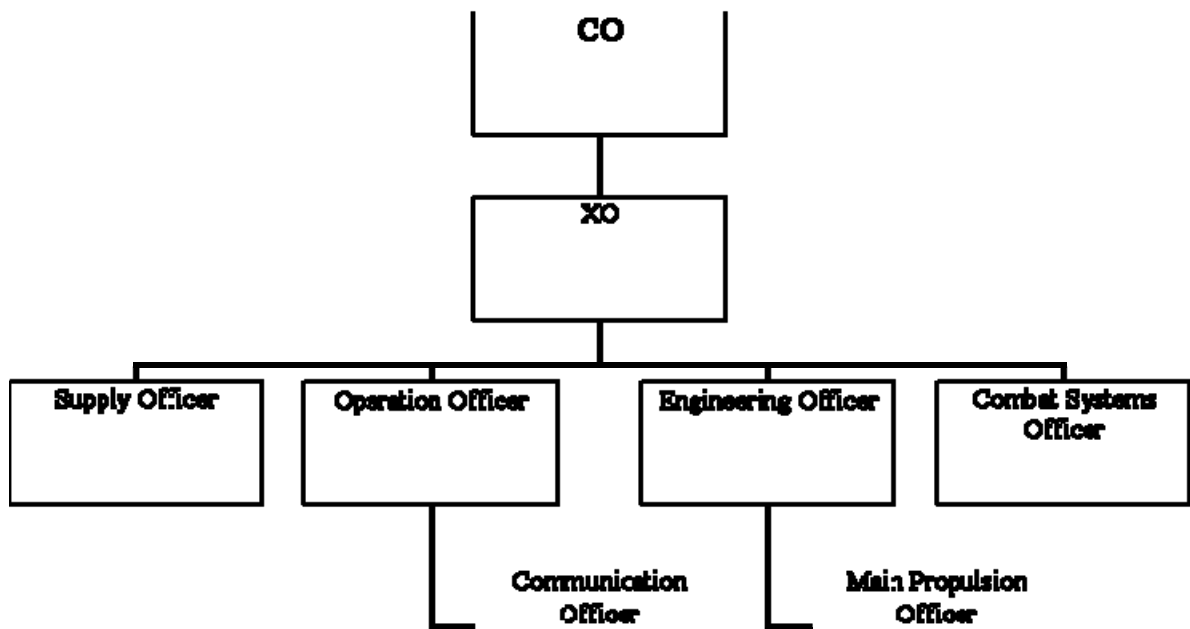 CO
XO
Supply Officer
Operation Officer
Engineering Officer
Combat Systems
Officer
Communication
Officer
Main Propulsion
Officer